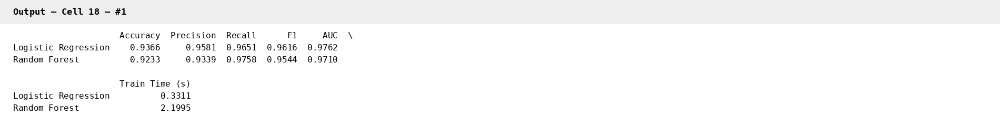 Output — Cell 18 — #1
                     Accuracy  Precision  Recall      F1     AUC  \
Logistic Regression    0.9366     0.9581  0.9651  0.9616  0.9762
Random Forest          0.9233     0.9339  0.9758  0.9544  0.9710

                     Train Time (s)
Logistic Regression          0.3311
Random Forest                2.1995